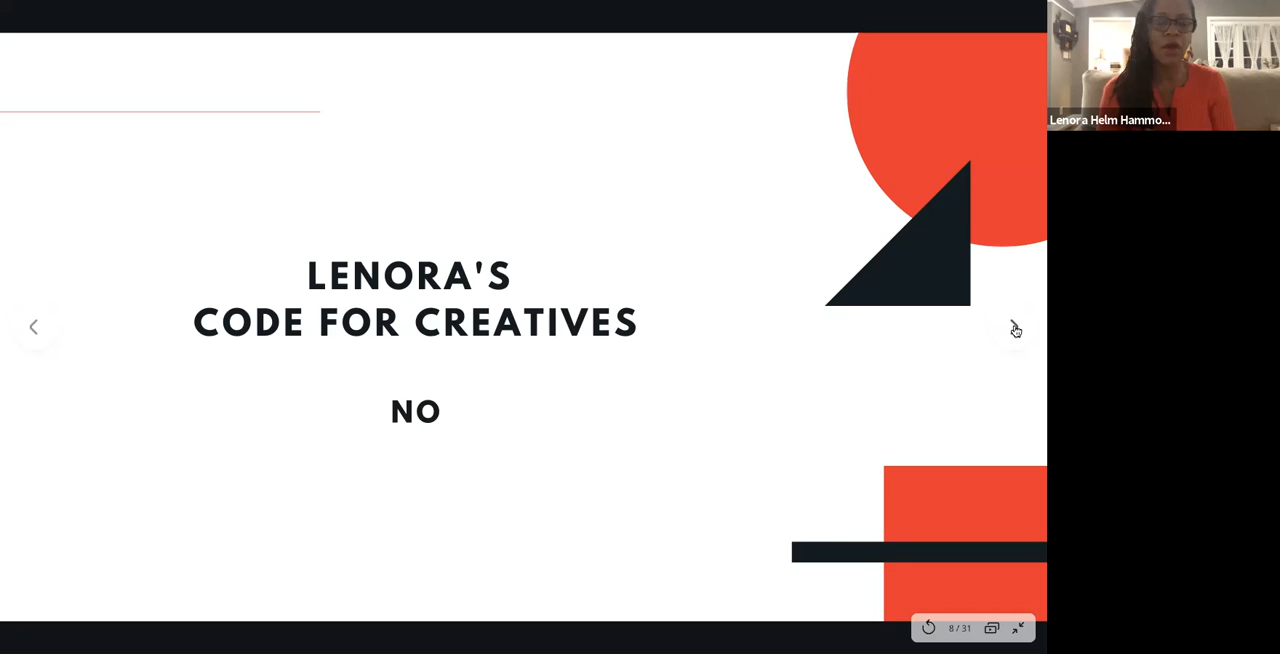 Lenora Helm Hammo...
LENORA'S
CODE FOR CREATIVES
NO
8 / 31